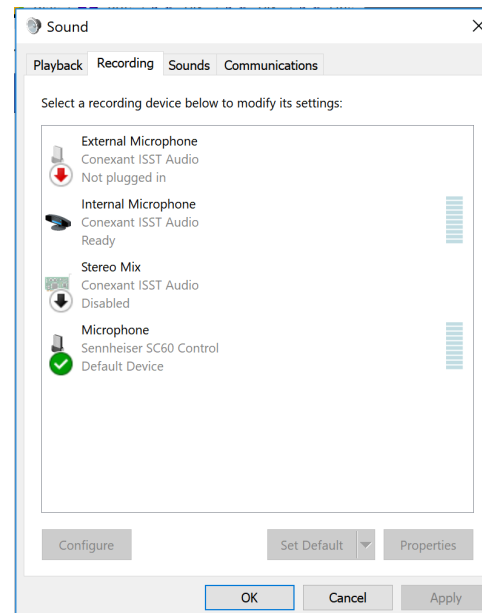 Sound
Playback Recording Sounds Communications
Select a recording device below to modify its settings:
External Microphone
Conexant ISST Audio
Not plugged in
Internal Microphone
Conexant ISST Audio
Ready
Stereo Mix
Conexant ISST Audio
Disabled
Microphone
Sennheiser SC60 Control
Default Device
Configure Set Default Properties
OK Cancel Apply